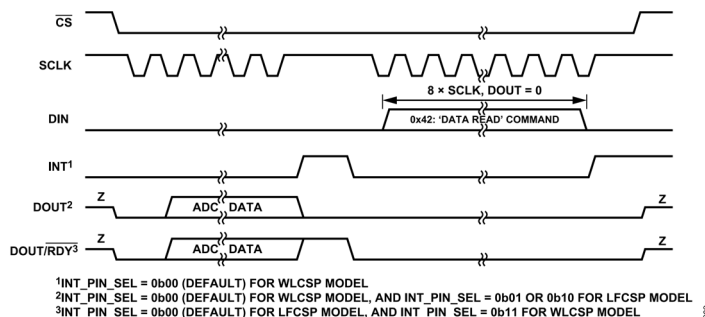 CS
SCLK
8 × SCLK, DOUT = 0
DIN
0x42: 'DATA READ' COMMAND
INT1
Z
Z
DOUT2
ADC DATA
Z
Z
DOUT/RDY3
ADC DATA
1INT_PIN_SEL = 0b00 (DEFAULT) FOR WLCSP MODEL
2INT_PIN_SEL = 0b00 (DEFAULT) FOR WLCSP MODEL, AND INT_PIN_SEL = 0b01 OR 0b10 FOR LFCSP MODEL
3INT_PIN_SEL = 0b00 (DEFAULT) FOR LFCSP MODEL, AND INT_PIN_SEL = 0b11 FOR WLCSP MODEL